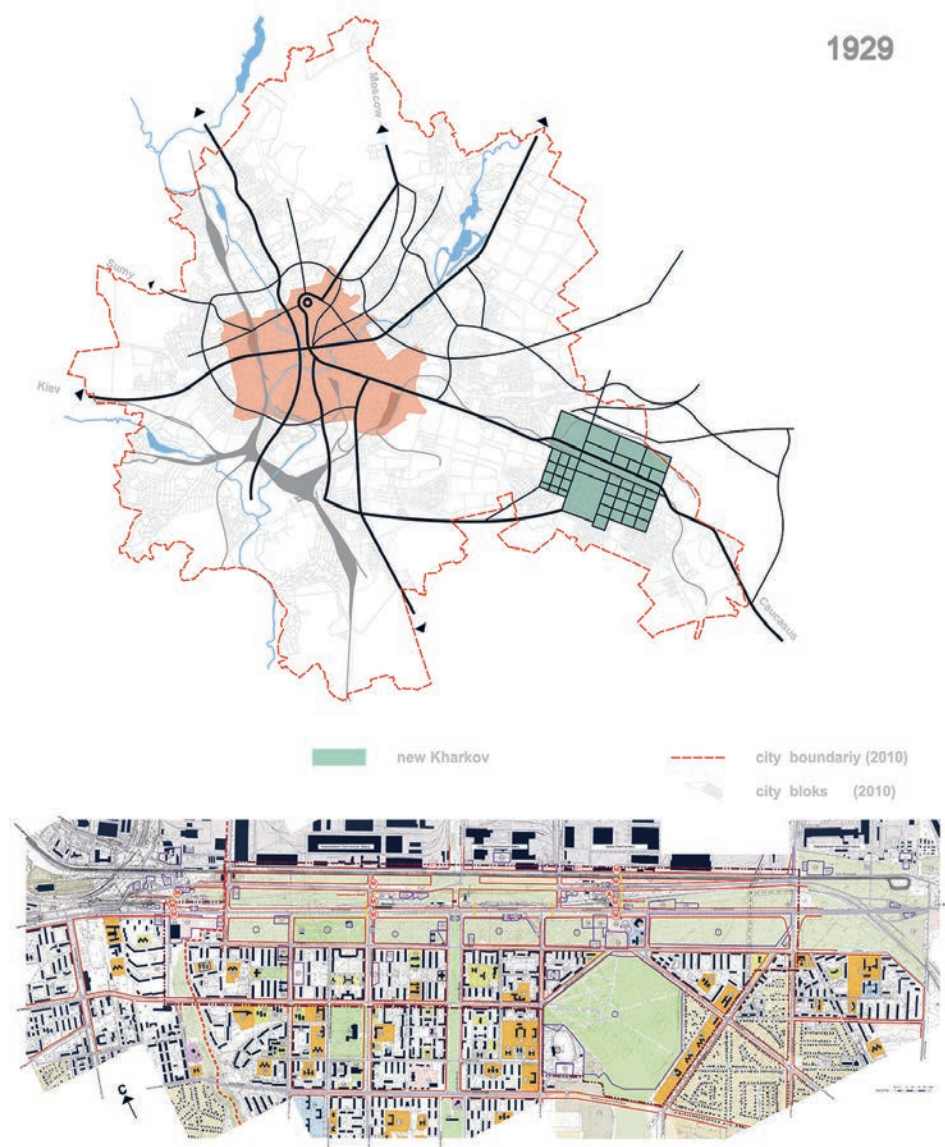 1929
Moscow
Sumy
Kiev
Caucasus
new Kharkov
city boundariy (2010)
city bloks (2010)
С